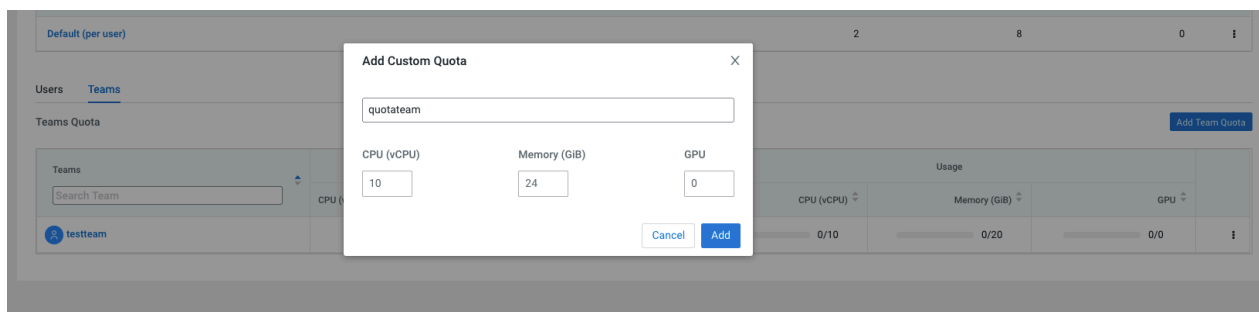 Default (per user) 2 8 0
Add Custom Quota X
Users Teams
quotateam
Teams Quota Add Team Quota
CPU (vCPU) Memory (GiB) GPU
Teams Usage
10 24 0
Search Team CPU (v CPU (vCPU) Memory (GiB) GPU
Cancel Add
testteam 0/10 0/20 0/0